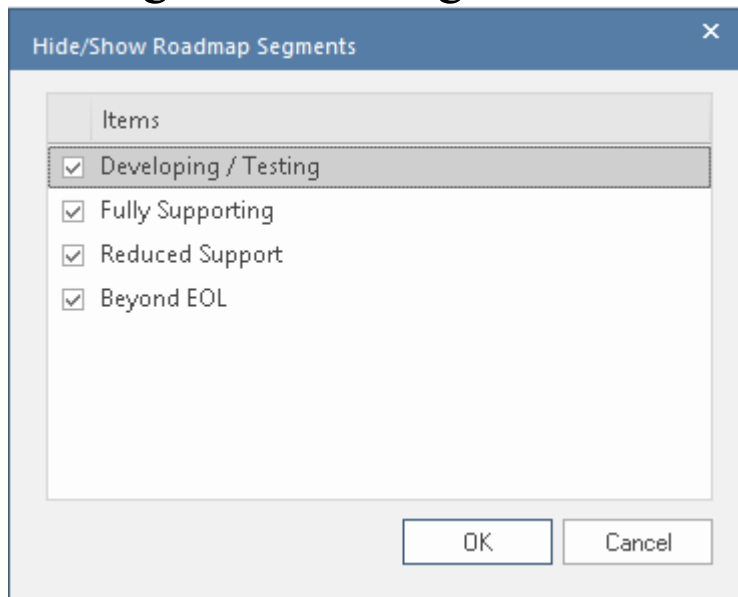 Hide/Show Roadmap Segments
Items
Developing / Testing
Fully Supporting
Reduced Support
Beyond EOL
OK Cancel